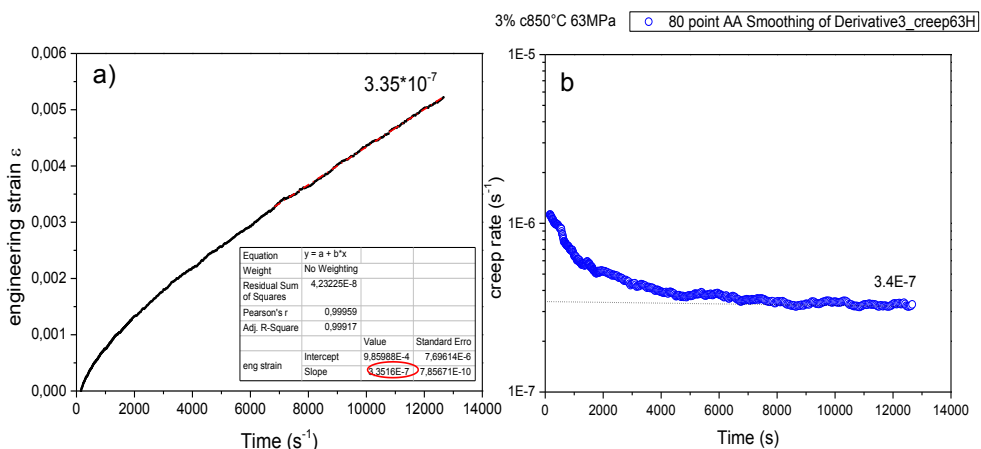 3% c850°C 63MPa
80 point AA Smoothing of Derivative3_creep63H
a)
3.35*10-7
engineering strain ε
0,006
0,005
0,004
0,003
0,002
0,001
0,000
Equation y = a + b*x
Weight No Weighting
Residual Sum of Squares 4,23225E-8
Pearson's r 0,99959
Adj. R-Square 0,99917
Value Standard Erro
eng strain Intercept 9,85988E-4 7,69614E-6
Slope 3,3516E-7 7,85671E-10
0 2000 4000 6000 8000 10000 12000 14000
Time (s-1)
b
creep rate (s-1)
1E-5
1E-6
1E-7
3.4E-7
0 2000 4000 6000 8000 10000 12000 14000
Time (s)